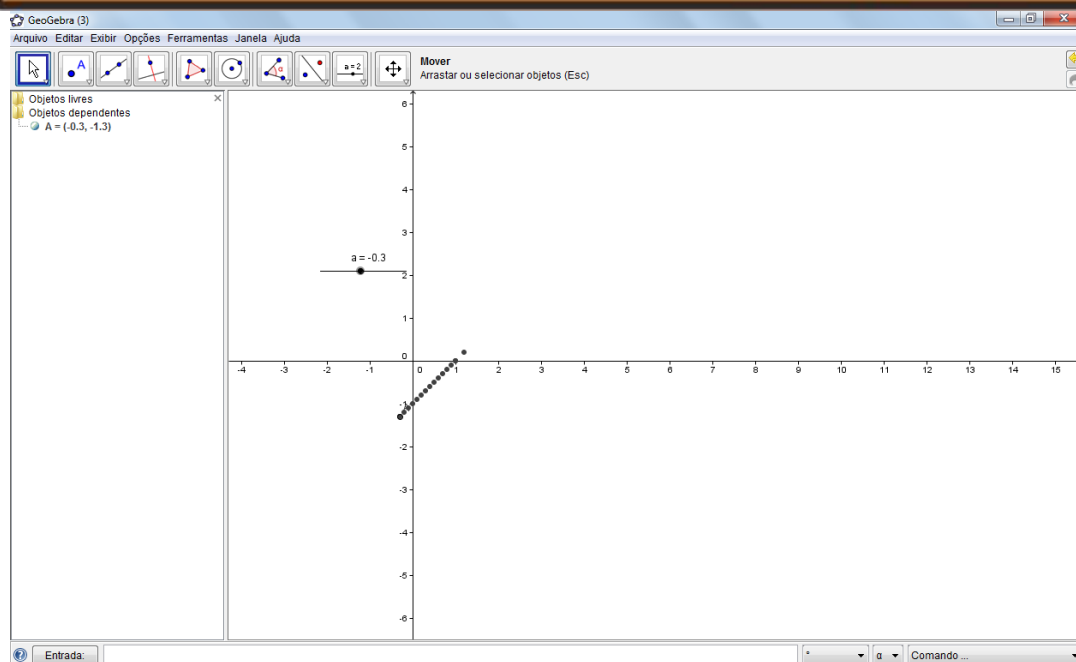 GeoGebra (3)
Arquivo Editar Exibir Opções Ferramentas Janela Ajuda
A
α
a = 2
Mover
Arrastar ou selecionar objetos (Esc)
Objetos livres
Objetos dependentes
A = (-0.3, -1.3)
a = -0.3
6
5
4
3
2
1
0
-1
-2
-3
-4
-5
-6
-4 -3 -2 -1 0 1 2 3 4 5 6 7 8 9 10 11 12 13 14 15
Entrada:
α
Comando ...